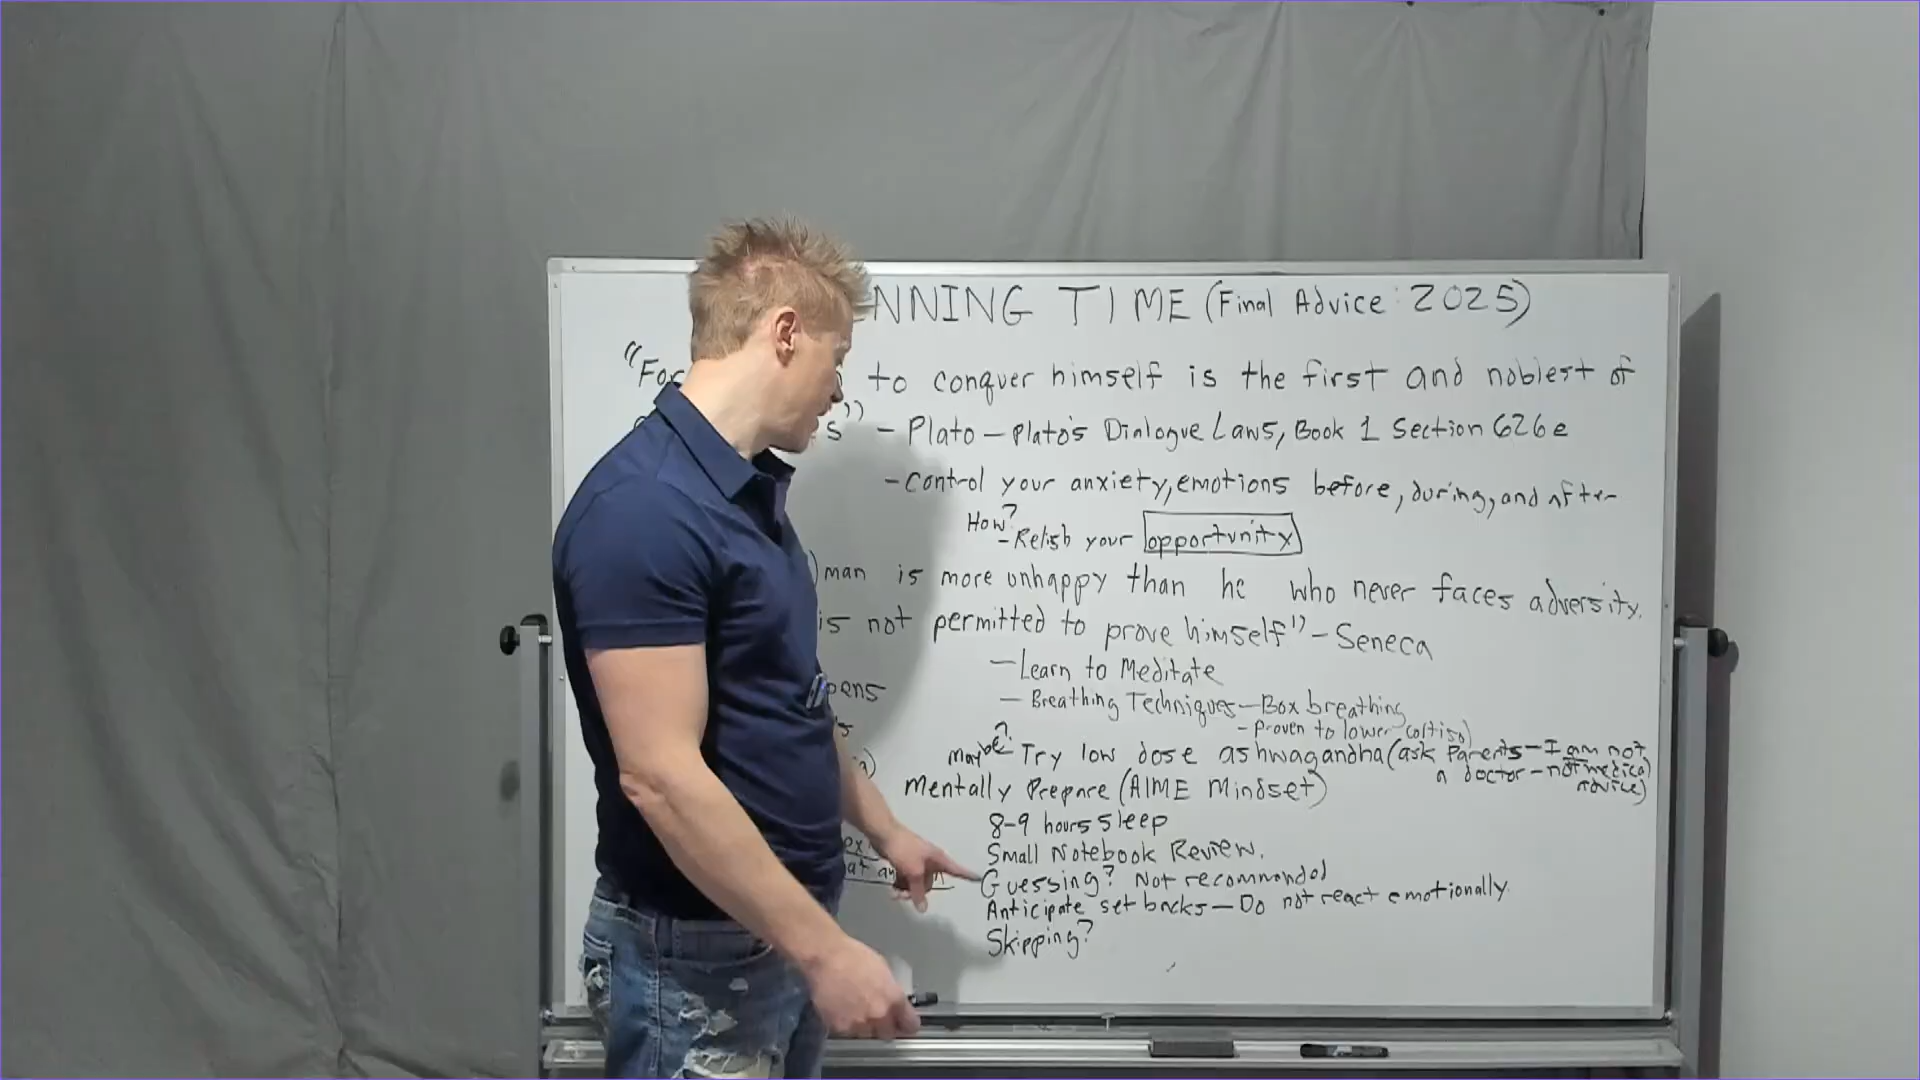 NNING TIME (Final Advice 2025)
"For to conquer himself is the first and noblest of
s" - Plato - Plato's Dialogue Laws, Book 1 Section 626e
- Control your anxiety, emotions before, during, and after
How?
- Relish your opportunity
) man is more unhappy than he who never faces adversity.
is not permitted to prove himself" - Seneca
- Learn to Meditate
pens
- Breathing Techniques - Box breathing
- Proven to lower
Maybe? Try low dose ashwagandha (ask Parents - I am not
a doctor - not medical
advice)
Mentally Prepare (AIME Mindset)
8-9 hours sleep
Small Notebook Review.
Guessing? Not recommended
Anticipate set backs - Do not react emotionally
Skipping?